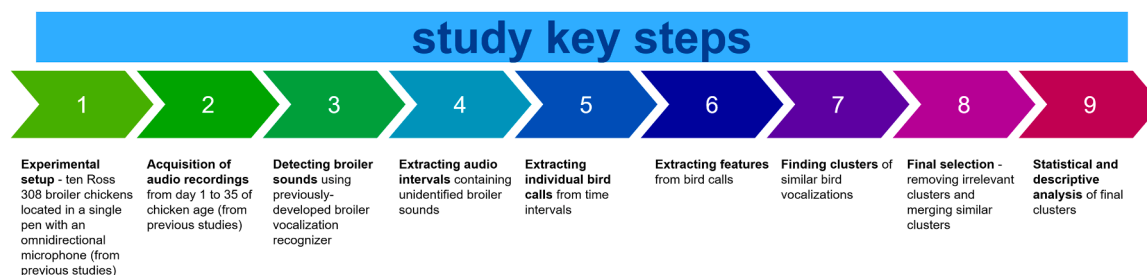 study key steps
1
2
3
4
5
6
7
8
9
Experimental
setup - ten Ross
308 broiler chickens
located in a single
pen with an
omnidirectional
microphone (from
previous studies)
Acquisition of
audio recordings
from day 1 to 35 of
chicken age (from
previous studies)
Detecting broiler
sounds using
previously-
developed broiler
vocalization
recognizer
Extracting audio
intervals containing
unidentified broiler
sounds
Extracting
individual bird
calls from time
intervals
Extracting features
from bird calls
Finding clusters of
similar bird
vocalizations
Final selection -
removing irrelevant
clusters and
merging similar
clusters
Statistical and
descriptive
analysis of final
clusters